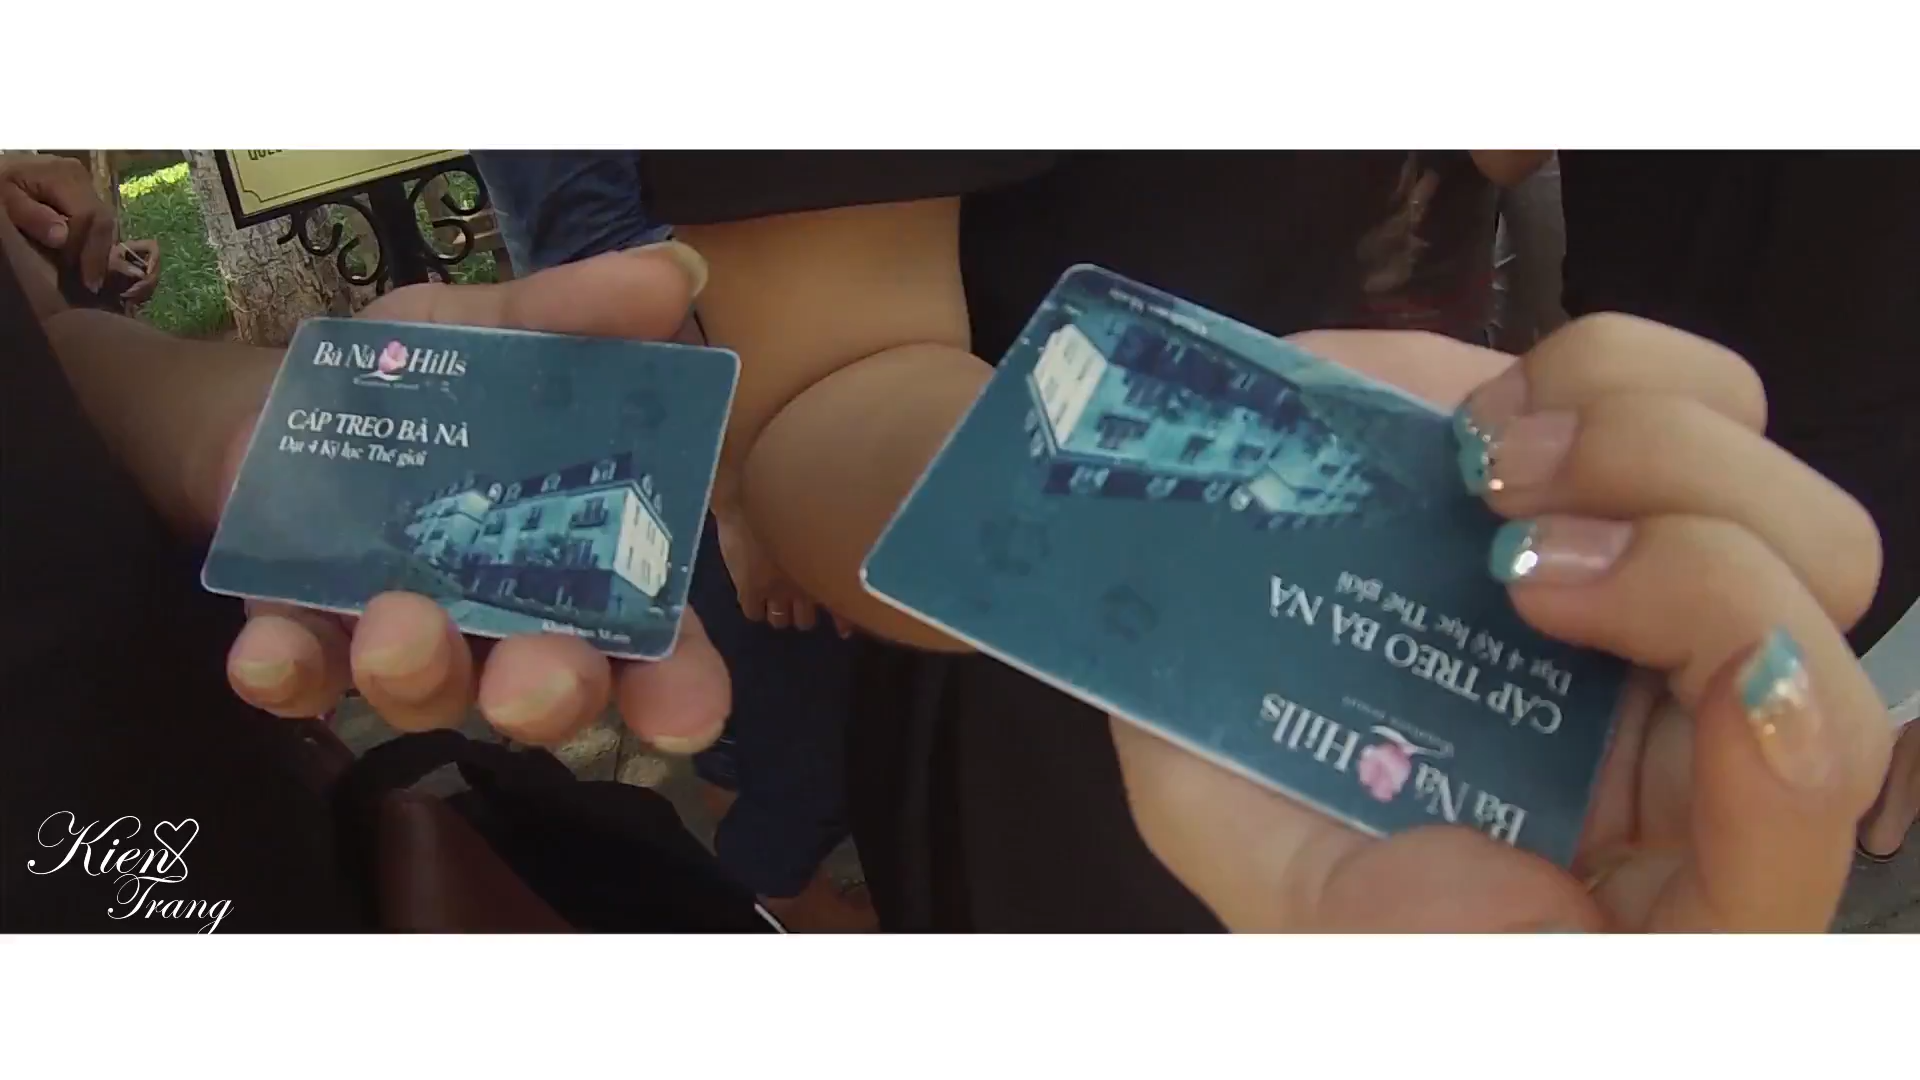 Bà Nà Hills
CÁP TREO BÀ NÀ
Đạt 4 Kỷ lục Thế giới
Bà Nà Hills
CÁP TREO BÀ NÀ
Đạt 4 Kỷ lục Thế giới
Kien
Trang